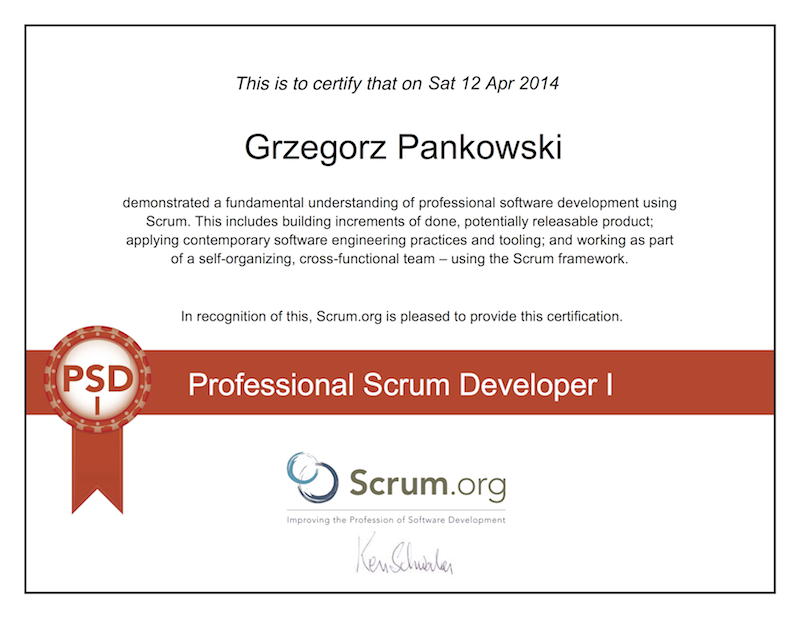 This is to certify that on Sat 12 Apr 2014
Grzegorz Pankowski
demonstrated a fundamental understanding of professional software development using
Scrum. This includes building increments of done, potentially releasable product;
applying contemporary software engineering practices and tooling; and working as part
of a self-organizing, cross-functional team – using the Scrum framework.
In recognition of this, Scrum.org is pleased to provide this certification.
PSD
I
Professional Scrum Developer I
Scrum.org
Improving the Profession of Software Development
Ken Schwaber